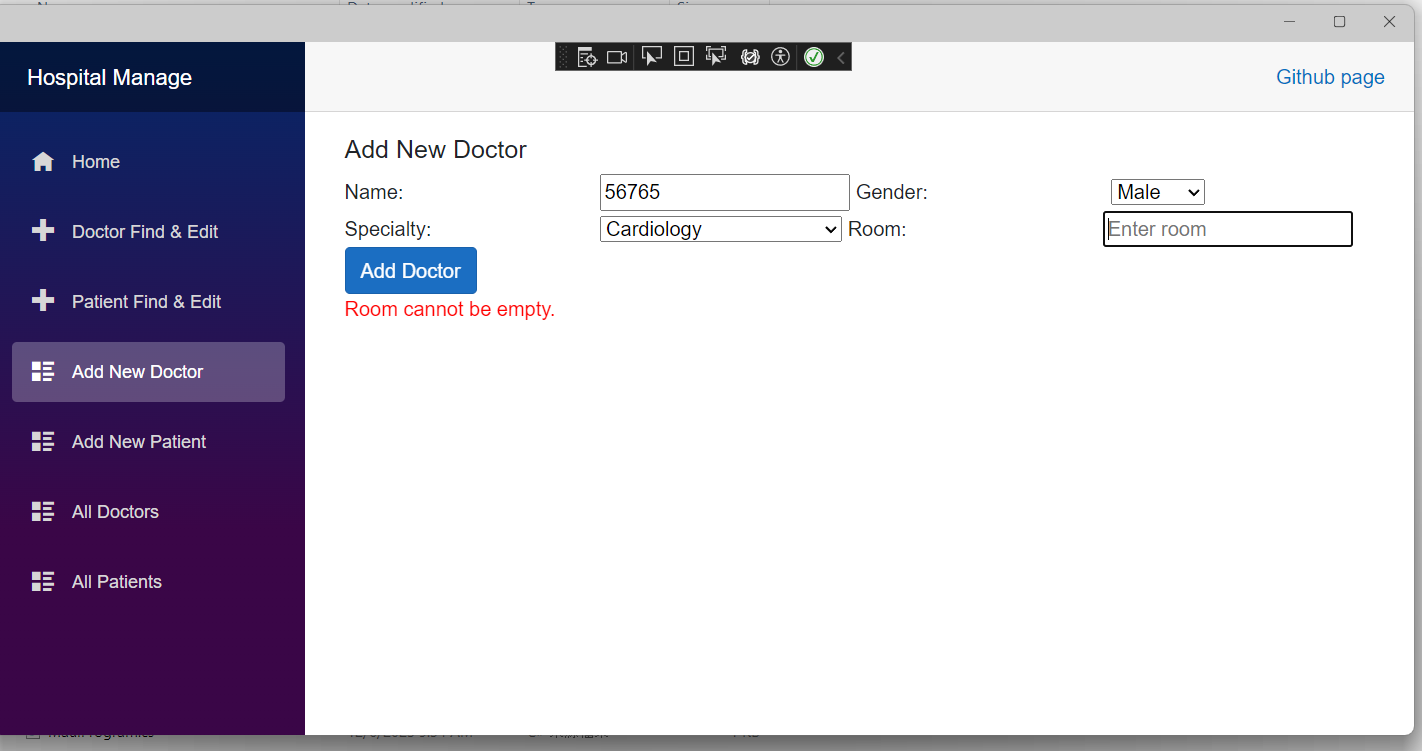 Hospital Manage
Github page
Home
Doctor Find & Edit
Patient Find & Edit
Add New Doctor
Add New Patient
All Doctors
All Patients
Add New Doctor
Name: 56765 Gender: Male
Specialty: Cardiology Room: Enter room
Add Doctor
Room cannot be empty.